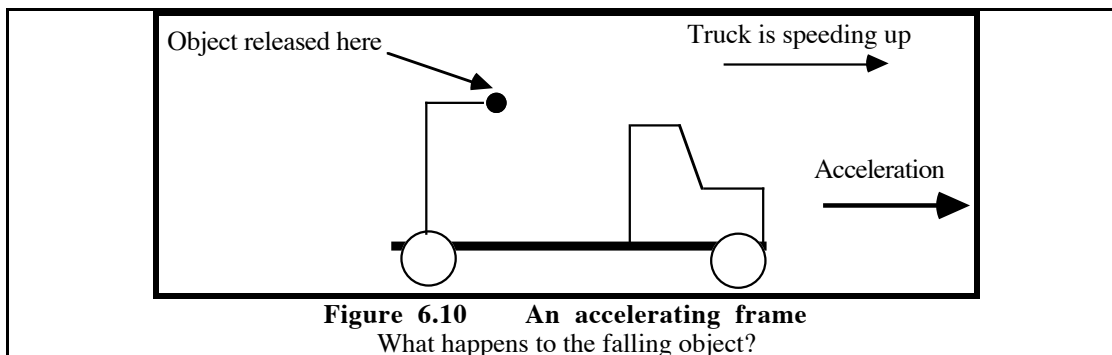 Object released here
Truck is speeding up
Acceleration
Figure 6.10 An accelerating frame
What happens to the falling object?